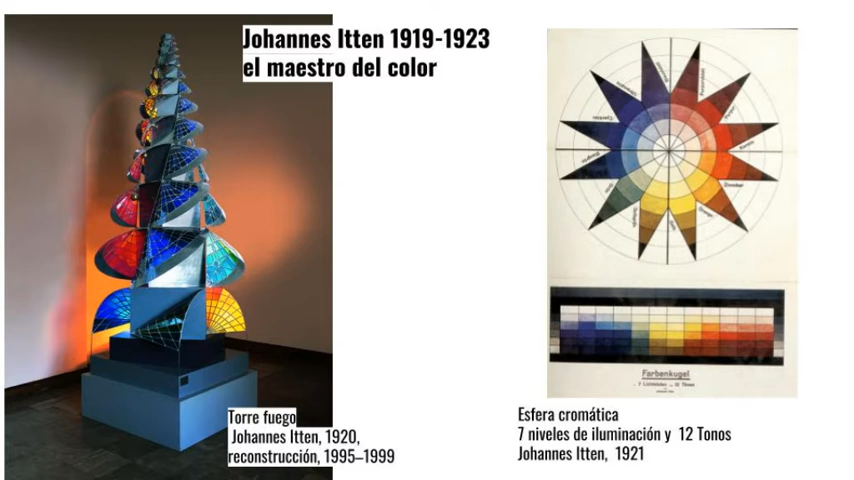 Johannes Itten 1919-1923
el maestro del color
Torre fuego
Johannes Itten, 1920,
reconstrucción, 1995–1999
Farbenkugel
Esfera cromática
7 niveles de iluminación y 12 Tonos
Johannes Itten, 1921